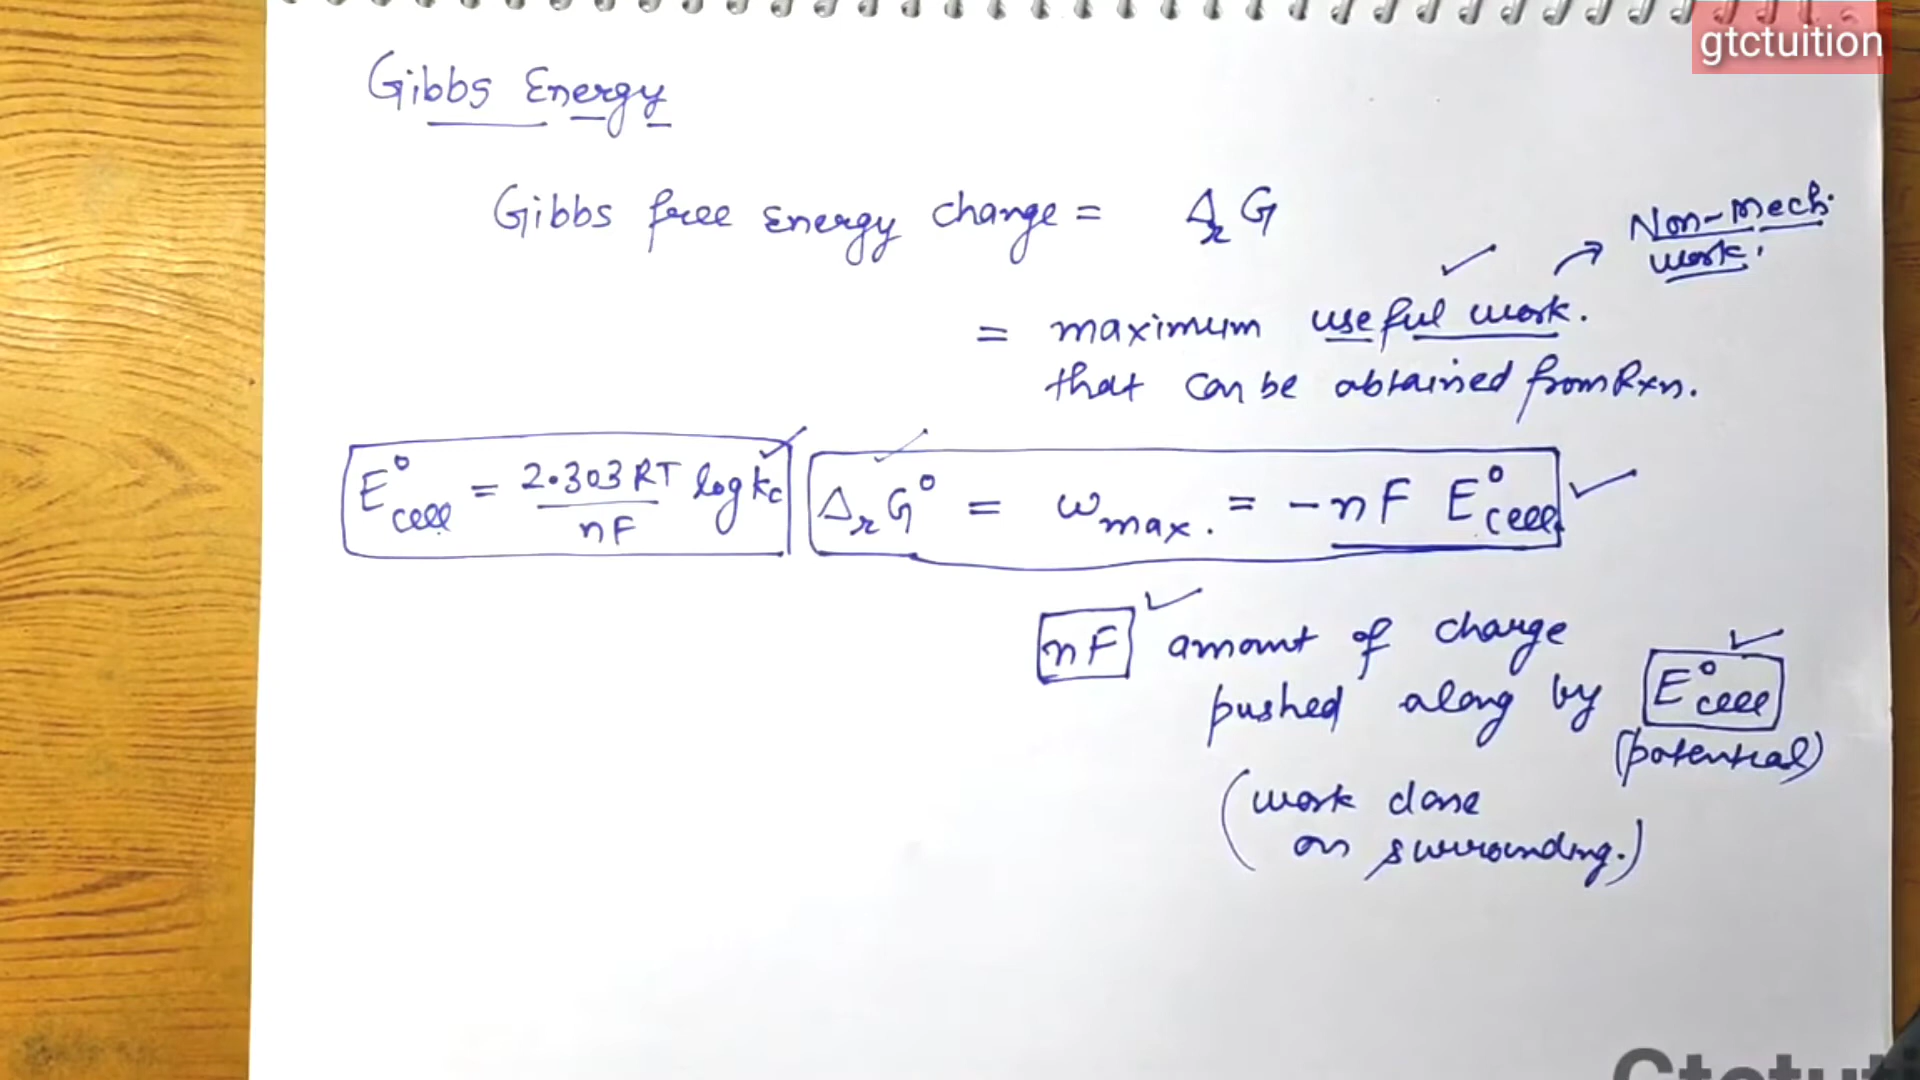 gtctuition
Gibbs Energy
Gibbs free Energy change = ΔrG
Non-Mech.
work.
= maximum useful work.
that can be obtained from Rxn.
E°cell = 2.303 RT / nF log kc
ΔrG° = wmax. = -nF E°cell
nF amount of charge
pushed along by E°cell
(potential)
(work done
on surrounding.)